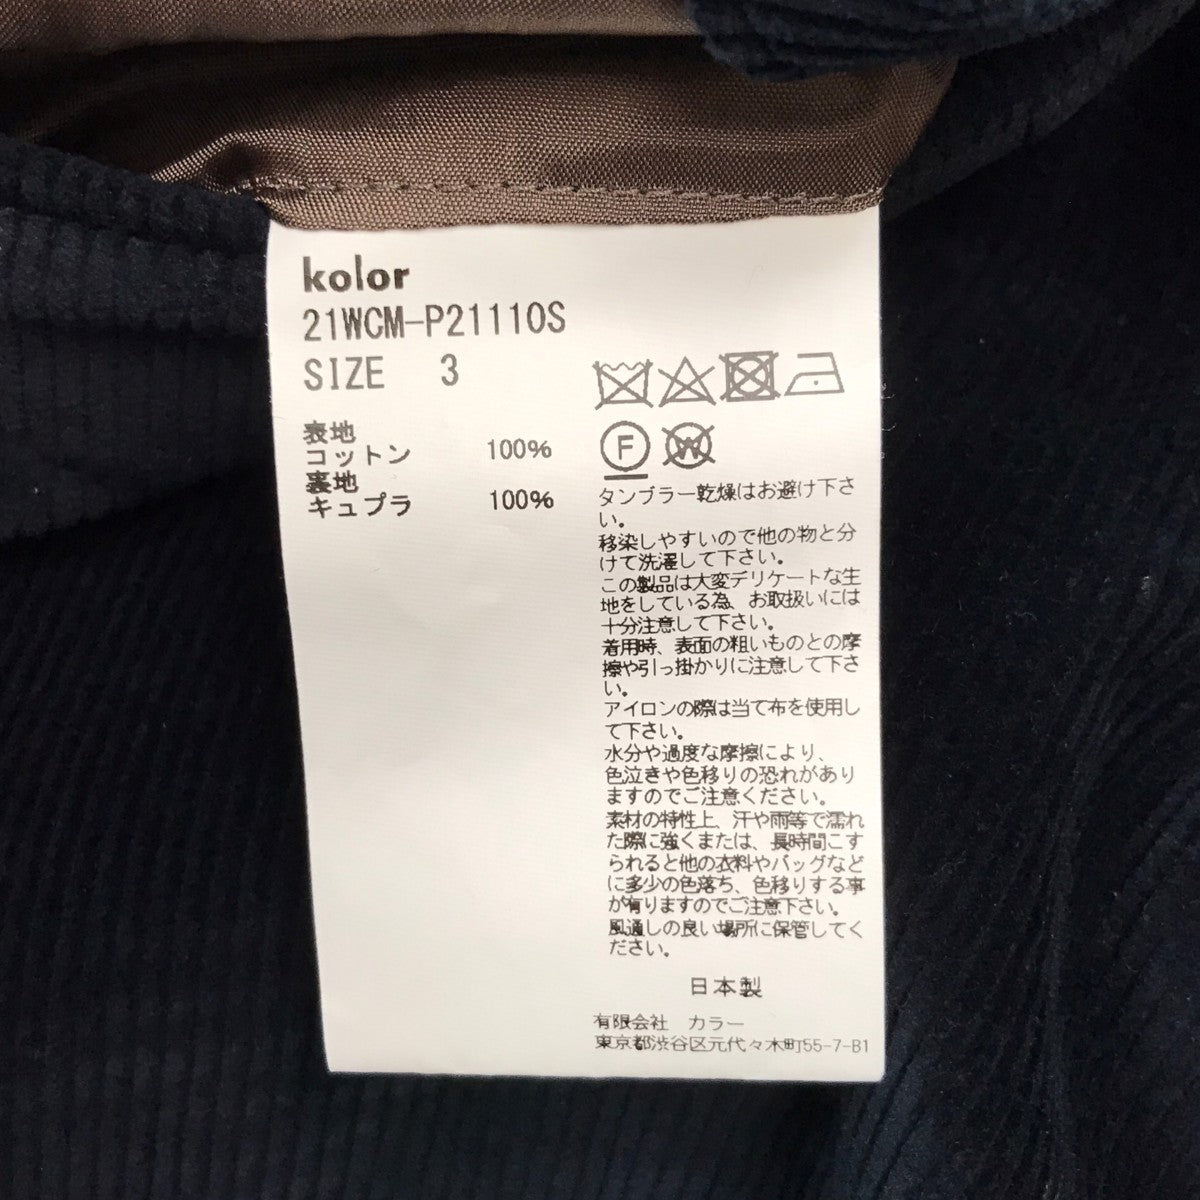 kolor
21WCM-P21110S
SIZE 3
表地
コットン 100%
裏地
キュプラ 100%
F
W
タンブラー乾燥はお避け下さ
い。
移染しやすいので他の物と分
けて洗濯して下さい。
この製品は大変デリケートな生
地をしている為、お取扱いには
十分注意して下さい。
着用時、表面の粗いものとの摩
擦や引っ掛かりに注意して下さ
い。
アイロンの際は当て布を使用し
て下さい。
水分や過度な摩擦により、
色泣きや色移りの恐れがあり
ますのでご注意ください。
素材の特性上、汗や雨等で濡れ
た際に強くまたは、長時間こす
られると他の衣料やバッグなど
に多少の色落ち、色移りする事
が有りますのでご注意下さい。
風通しの良い場所に保管してく
ださい。
日本製
有限会社 カラー
東京都渋谷区元代々木町55-7-B1